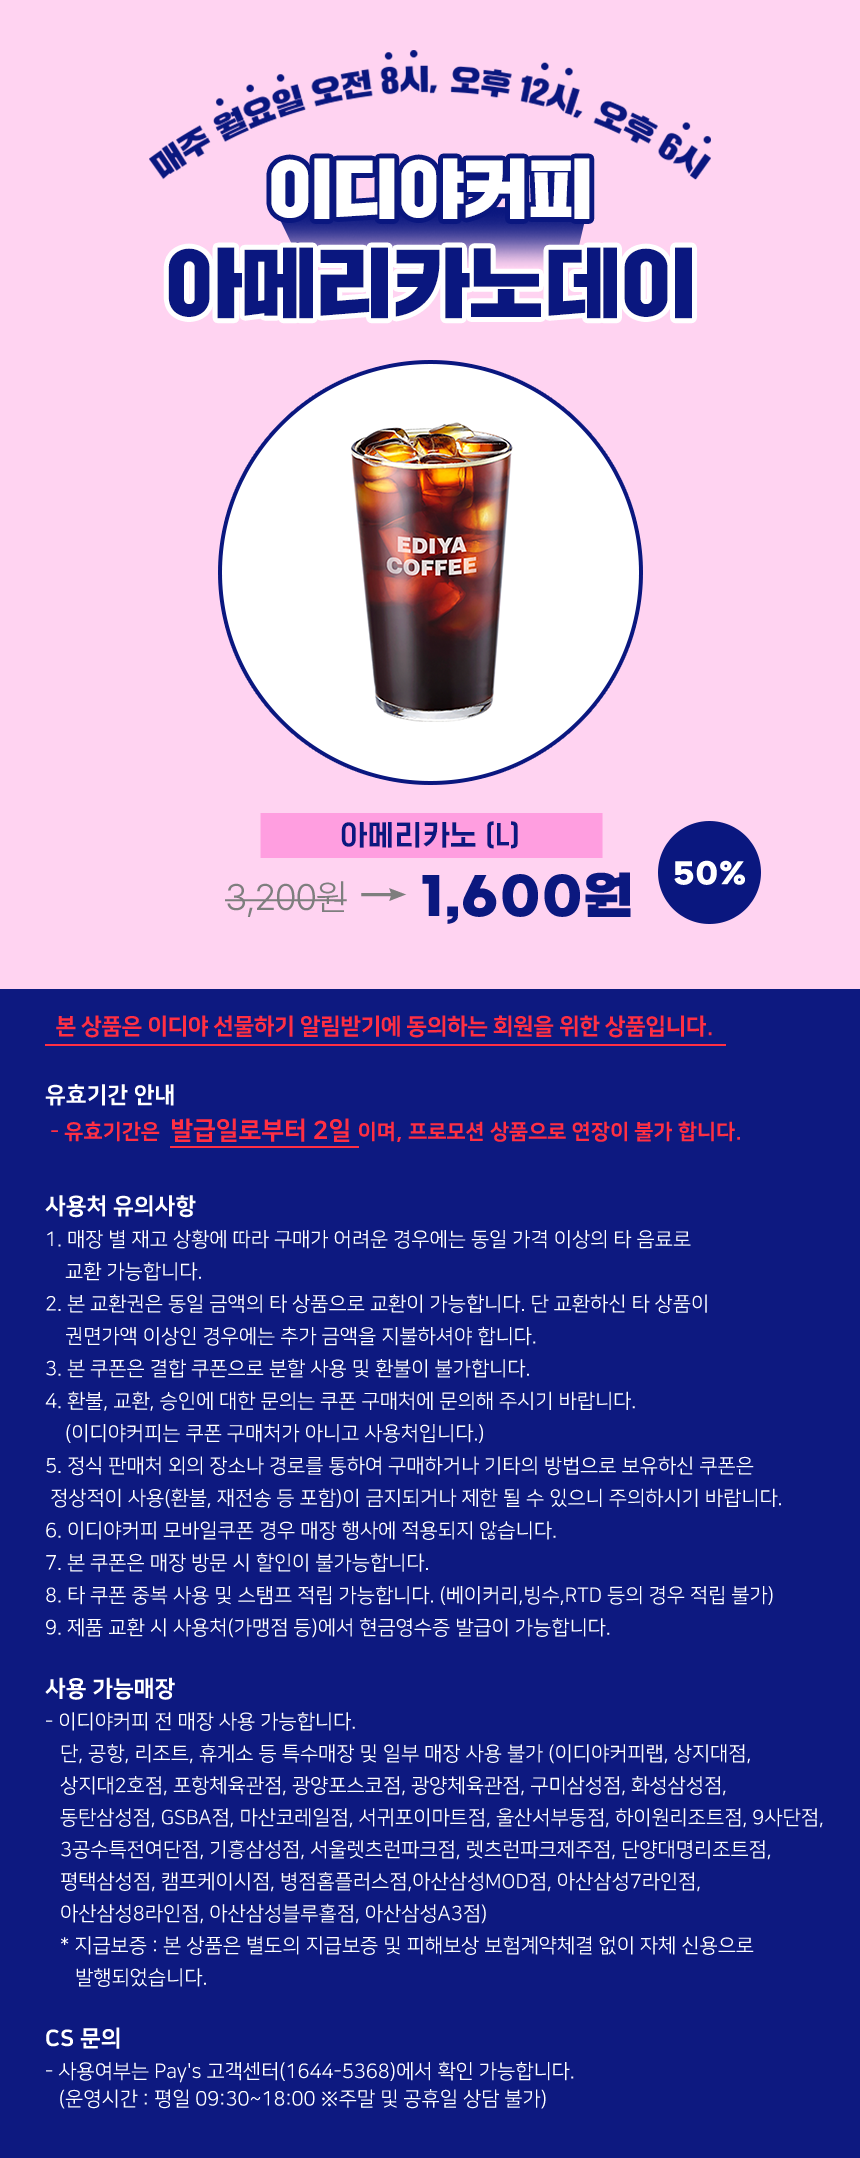 매주 월요일 오전 8시, 오후 12시, 오후 6시
이디야커피
아메리카노데이
EDIYA
COFFEE
아메리카노 (L)
3,200원 → 1,600원
50%
본 상품은 이디야 선물하기 알림받기에 동의하는 회원을 위한 상품입니다.
유효기간 안내
- 유효기간은 발급일로부터 2일 이며, 프로모션 상품으로 연장이 불가 합니다.
사용처 유의사항
1. 매장 별 재고 상황에 따라 구매가 어려운 경우에는 동일 가격 이상의 타 음료로
교환 가능합니다.
2. 본 교환권은 동일 금액의 타 상품으로 교환이 가능합니다. 단 교환하신 타 상품이
권면가액 이상인 경우에는 추가 금액을 지불하셔야 합니다.
3. 본 쿠폰은 결합 쿠폰으로 분할 사용 및 환불이 불가합니다.
4. 환불, 교환, 승인에 대한 문의는 쿠폰 구매처에 문의해 주시기 바랍니다.
(이디야커피는 쿠폰 구매처가 아니고 사용처입니다.)
5. 정식 판매처 외의 장소나 경로를 통하여 구매하거나 기타의 방법으로 보유하신 쿠폰은
정상적이 사용(환불, 재전송 등 포함)이 금지되거나 제한 될 수 있으니 주의하시기 바랍니다.
6. 이디야커피 모바일쿠폰 경우 매장 행사에 적용되지 않습니다.
7. 본 쿠폰은 매장 방문 시 할인이 불가능합니다.
8. 타 쿠폰 중복 사용 및 스탬프 적립 가능합니다. (베이커리,빙수,RTD 등의 경우 적립 불가)
9. 제품 교환 시 사용처(가맹점 등)에서 현금영수증 발급이 가능합니다.
사용 가능매장
- 이디야커피 전 매장 사용 가능합니다.
단, 공항, 리조트, 휴게소 등 특수매장 및 일부 매장 사용 불가 (이디야커피랩, 상지대점,
상지대2호점, 포항체육관점, 광양포스코점, 광양체육관점, 구미삼성점, 화성삼성점,
동탄삼성점, GSBA점, 마산코레일점, 서귀포이마트점, 울산서부동점, 하이원리조트점, 9사단점,
3공수특전여단점, 기흥삼성점, 서울렛츠런파크점, 렛츠런파크제주점, 단양대명리조트점,
평택삼성점, 캠프케이시점, 병점홈플러스점,아산삼성MOD점, 아산삼성7라인점,
아산삼성8라인점, 아산삼성블루홀점, 아산삼성A3점)
* 지급보증 : 본 상품은 별도의 지급보증 및 피해보상 보험계약체결 없이 자체 신용으로
발행되었습니다.
CS 문의
- 사용여부는 Pay's 고객센터(1644-5368)에서 확인 가능합니다.
(운영시간 : 평일 09:30~18:00 ※주말 및 공휴일 상담 불가)